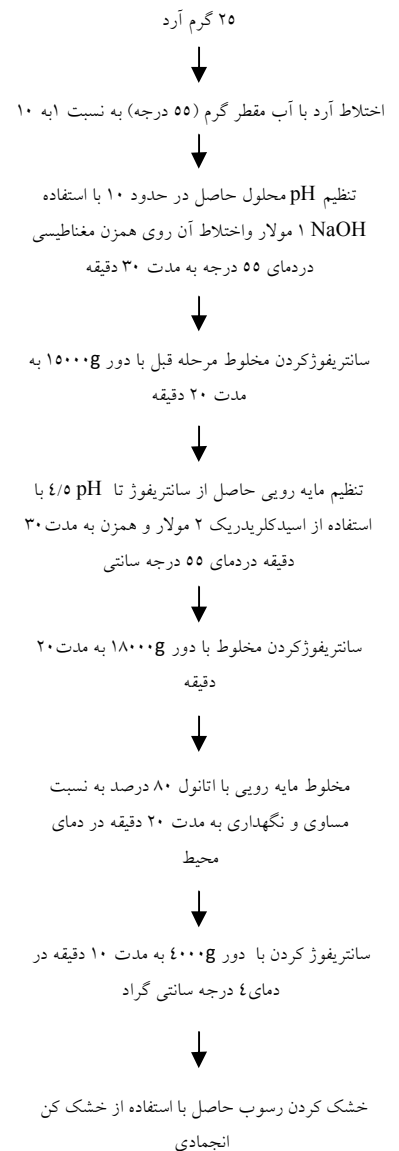 ۲۵ گرم آرد
اختلاط آرد با آب مقطر گرم (۵۵ درجه) به نسبت ۱به ۱۰
تنظیم pH محلول حاصل در حدود ۱۰ با استفاده
NaOH ۱ مولار واختلاط آن روی همزن مغناطیسی
دردمای ۵۵ درجه به مدت ۳۰ دقیقه
سانتریفوژکردن مخلوط مرحله قبل با دور ۱۵۰۰۰g به
مدت ۲۰ دقیقه
تنظیم مایه رویی حاصل از سانتریفوژ تا pH ٤/٥ با
استفاده از اسیدکلریدریک ۲ مولار و همزن به مدت۳۰
دقیقه دردمای ۵۵ درجه سانتی
سانتریفوژکردن مخلوط با دور ۱۸۰۰۰g به مدت۲۰
دقیقه
مخلوط مایه رویی با اتانول ۸۰ درصد به نسبت
مساوی و نگهداری به مدت ۲۰ دقیقه در دمای
محیط
سانتریفوژ کردن با دور ٤۰۰۰g به مدت ۱۰ دقیقه در
دمای٤ درجه سانتی گراد
خشک کردن رسوب حاصل با استفاده از خشک کن
انجمادی